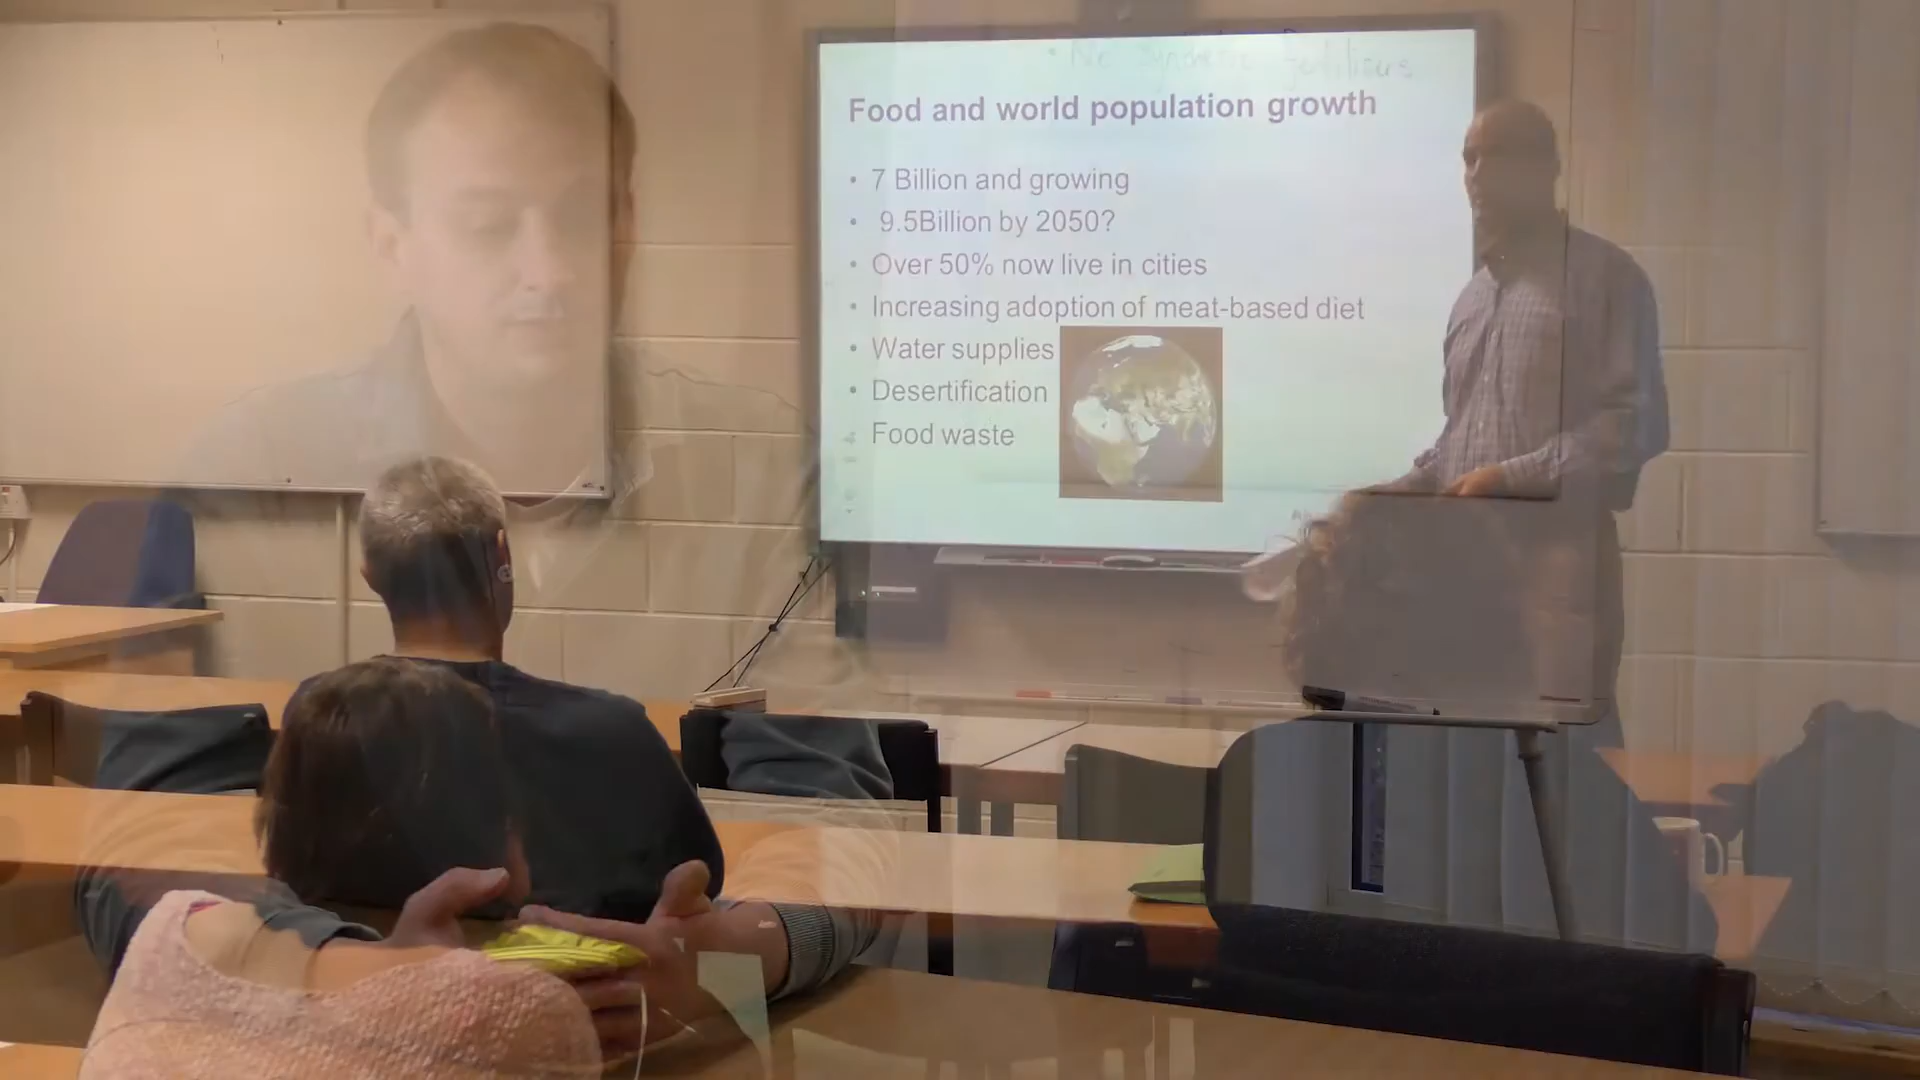 Food and world population growth
• 7 Billion and growing
• 9.5Billion by 2050?
• Over 50% now live in cities
• Increasing adoption of meat-based diet
• Water supplies
• Desertification
Food waste